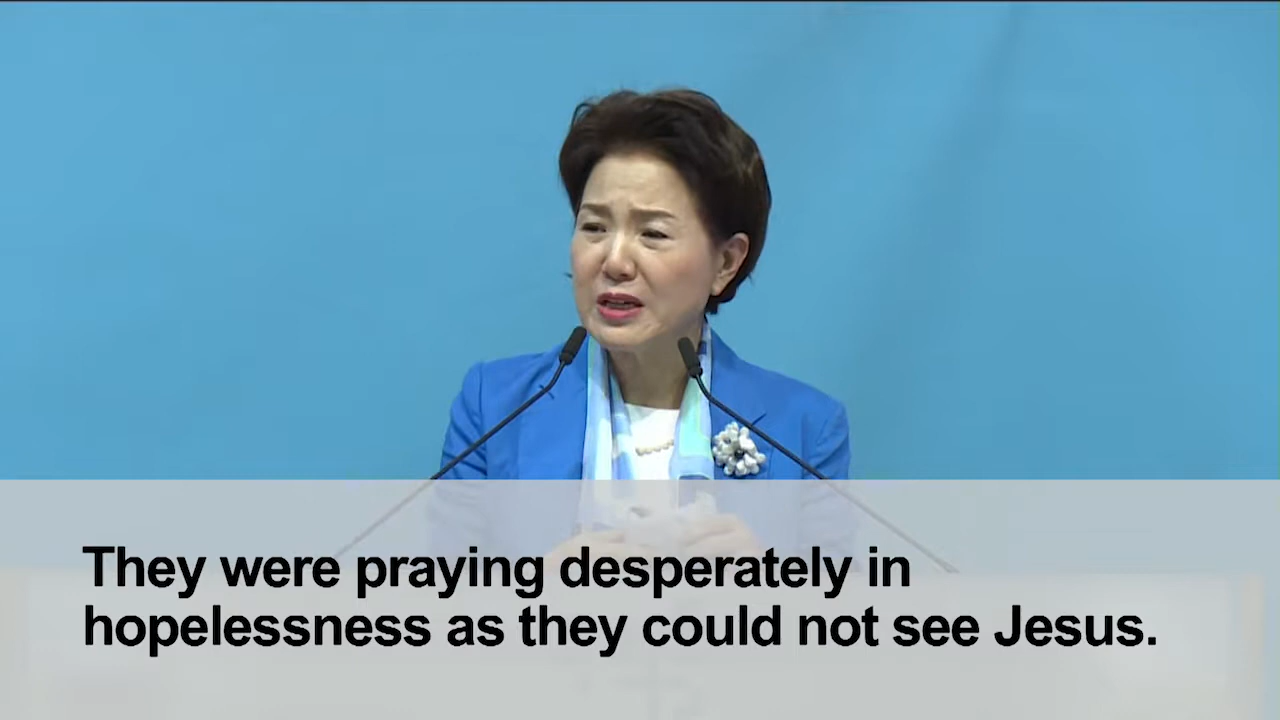 They were praying desperately in
hopelessness as they could not see Jesus.